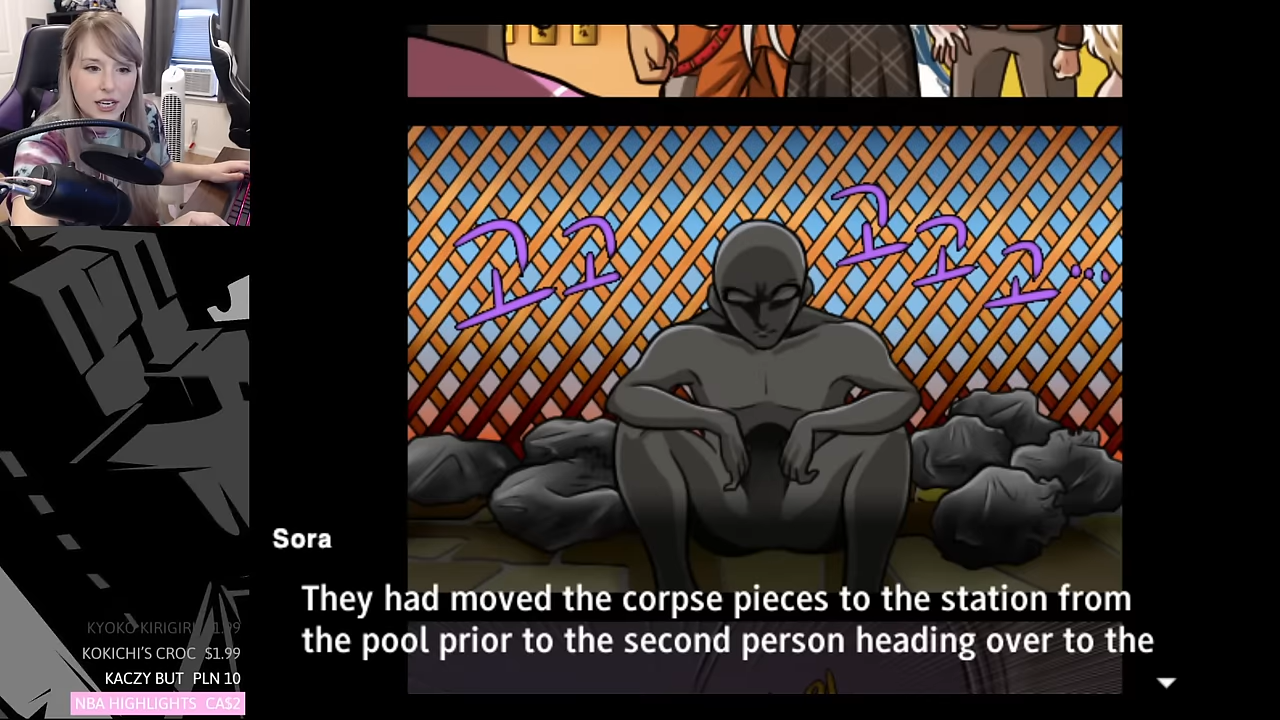 고고
고고고...
Sora
They had moved the corpse pieces to the station from
the pool prior to the second person heading over to the
KYOKO KIRIGIRI $1.99
KOKICHI'S CROC $1.99
KACZY BUT PLN 10
NBA HIGHLIGHTS CA$2